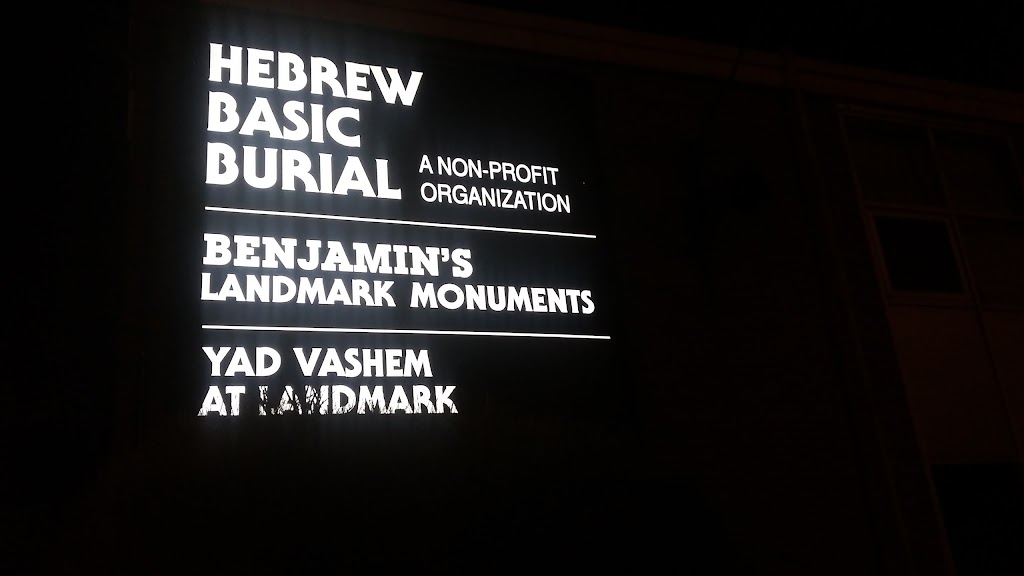 HEBREW
BASIC
BURIAL
A NON-PROFIT
ORGANIZATION
BENJAMIN'S
LANDMARK MONUMENTS
YAD VASHEM
AT LANDMARK